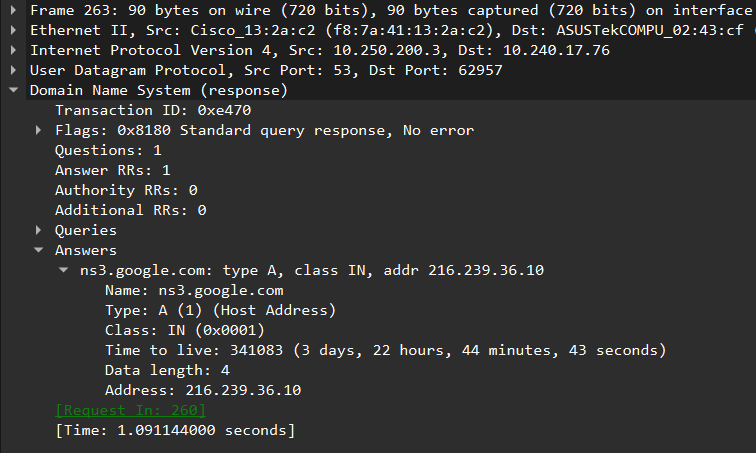 Frame 263: 90 bytes on wire (720 bits), 90 bytes captured (720 bits) on interface
Ethernet II, Src: Cisco_13:2a:c2 (f8:7a:41:13:2a:c2), Dst: ASUSTekCOMPU_02:43:cf (
Internet Protocol Version 4, Src: 10.250.200.3, Dst: 10.240.17.76
User Datagram Protocol, Src Port: 53, Dst Port: 62957
Domain Name System (response)
Transaction ID: 0xe470
Flags: 0x8180 Standard query response, No error
Questions: 1
Answer RRs: 1
Authority RRs: 0
Additional RRs: 0
Queries
Answers
ns3.google.com: type A, class IN, addr 216.239.36.10
Name: ns3.google.com
Type: A (1) (Host Address)
Class: IN (0x0001)
Time to live: 341083 (3 days, 22 hours, 44 minutes, 43 seconds)
Data length: 4
Address: 216.239.36.10
[Request In: 260]
[Time: 1.091144000 seconds]